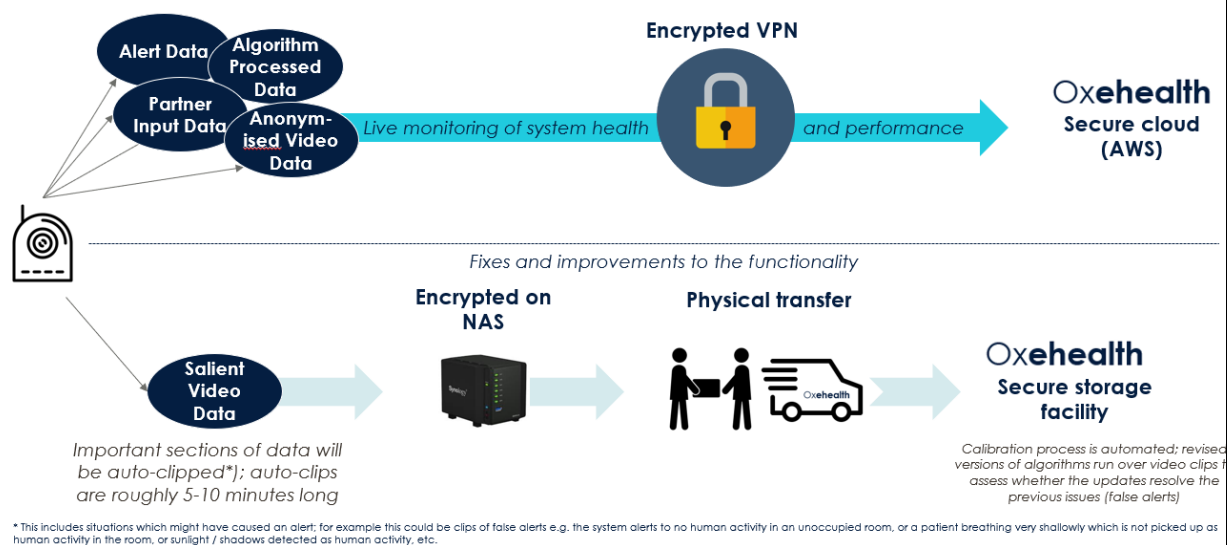 Alert Data
Algorithm
Processed
Data
Partner
Input Data
Anonym-
ised Video
Data
Live monitoring of system health
Encrypted VPN
and performance
Oxehealth
Secure cloud
(AWS)
Fixes and improvements to the functionality
Salient
Video
Data
Important sections of data will
be auto-clipped*); auto-clips
are roughly 5-10 minutes long
Encrypted on
NAS
Synology
Physical transfer
Oxehealth
Oxehealth
Secure storage
facility
Calibration process is automated; revised
versions of algorithms run over video clips t
assess whether the updates resolve the
previous issues (false alerts)
* This includes situations which might have caused an alert; for example this could be clips of false alerts e.g. the system alerts to no human activity in an unoccupied room, or a patient breathing very shallowly which is not picked up as
human activity in the room, or sunlight / shadows detected as human activity, etc.